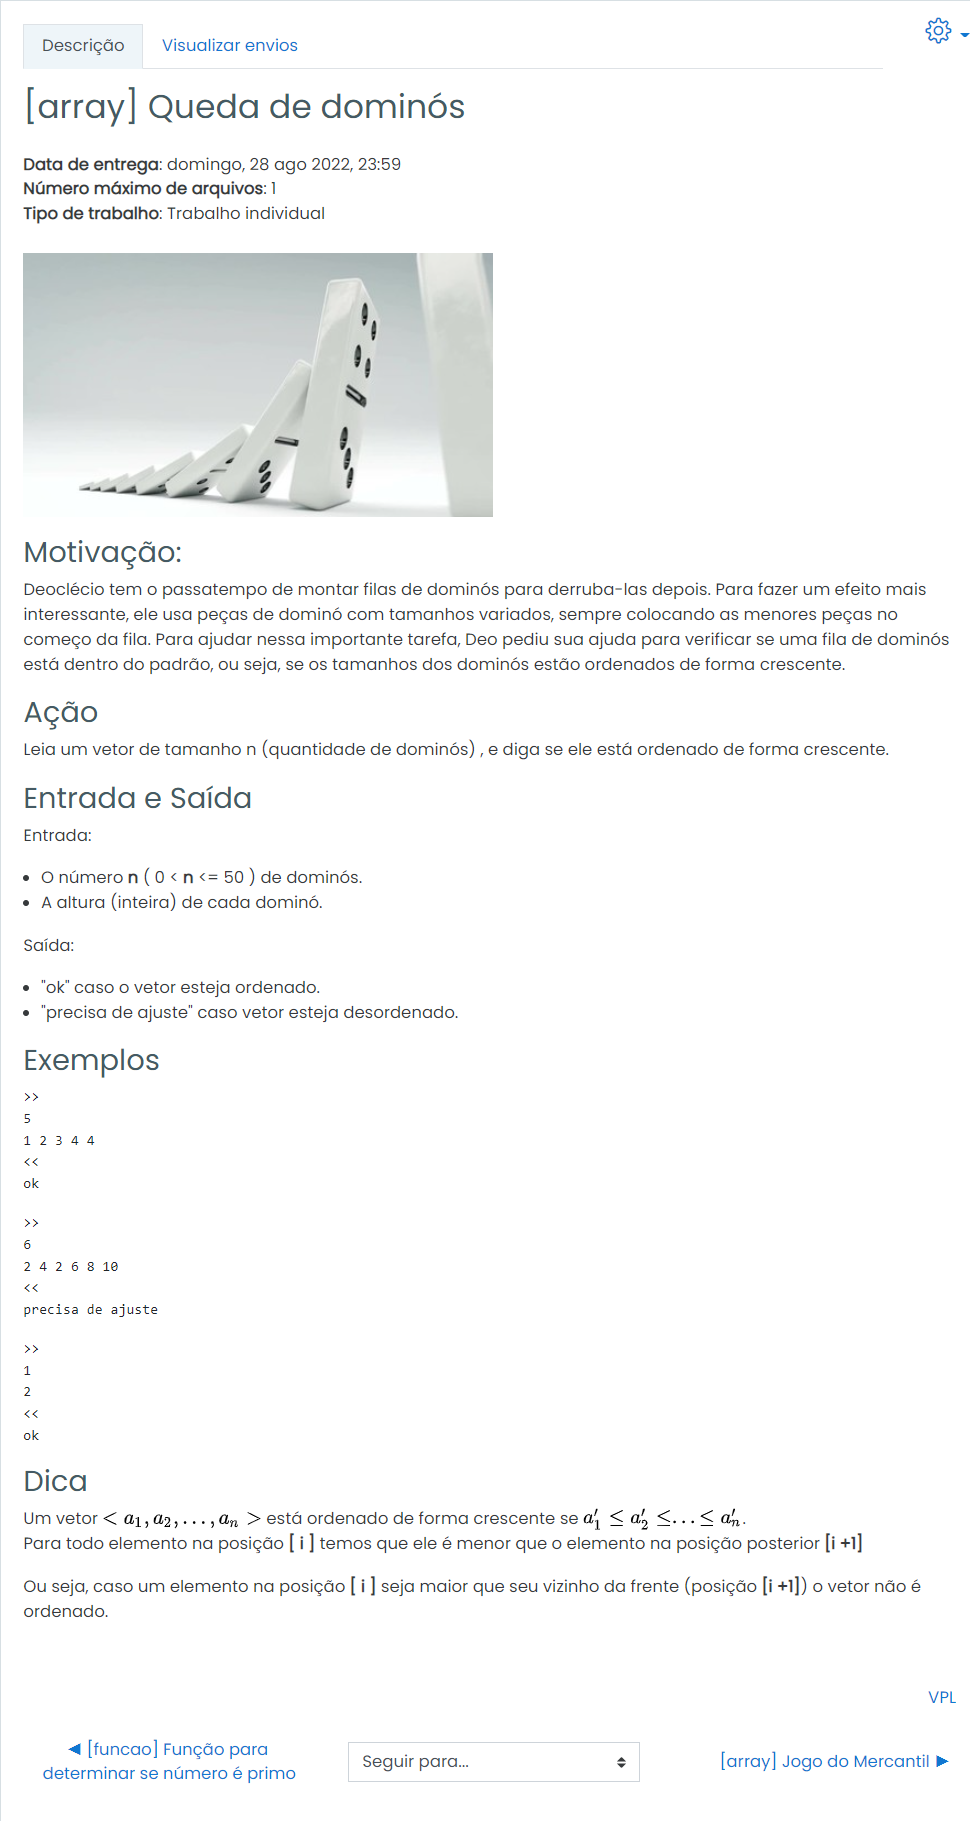 Descrição
Visualizar envios
[array] Queda de dominós
Data de entrega: domingo, 28 ago 2022, 23:59
Número máximo de arquivos: 1
Tipo de trabalho: Trabalho individual
Motivação:
Deoclécio tem o passatempo de montar filas de dominós para derruba-las depois. Para fazer um efeito mais
interessante, ele usa peças de dominó com tamanhos variados, sempre colocando as menores peças no
começo da fila. Para ajudar nessa importante tarefa, Deo pediu sua ajuda para verificar se uma fila de dominós
está dentro do padrão, ou seja, se os tamanhos dos dominós estão ordenados de forma crescente.
Ação
Leia um vetor de tamanho n (quantidade de dominós) , e diga se ele está ordenado de forma crescente.
Entrada e Saída
Entrada:
• O número n ( 0 < n <= 50 ) de dominós.
• A altura (inteira) de cada dominó.
Saída:
• "ok" caso o vetor esteja ordenado.
• "precisa de ajuste" caso vetor esteja desordenado.
Exemplos
>>
5
1 2 3 4 4
<<
ok
>>
6
2 4 2 6 8 10
<<
precisa de ajuste
>>
1
2
<<
ok
Dica
Um vetor < a₁, a₂, . . . , aₙ > está ordenado de forma crescente se a′₁ ≤ a′₂ ≤. . . ≤ a′ₙ.
Para todo elemento na posição [ i ] temos que ele é menor que o elemento na posição posterior [i +1]
Ou seja, caso um elemento na posição [ i ] seja maior que seu vizinho da frente (posição [i +1]) o vetor não é
ordenado.
VPL
◄ [funcao] Função para
determinar se número é primo
Seguir para...
[array] Jogo do Mercantil ►